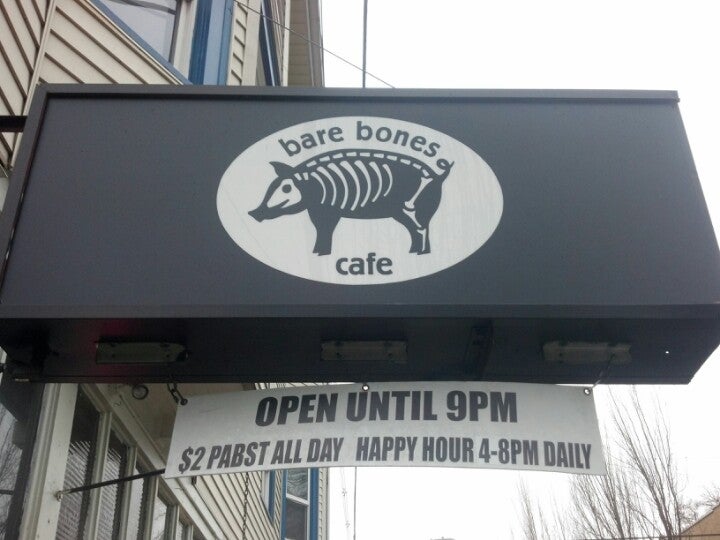 bare bones
cafe
OPEN UNTIL 9PM
$2 PABST ALL DAY HAPPY HOUR 4-8PM DAILY